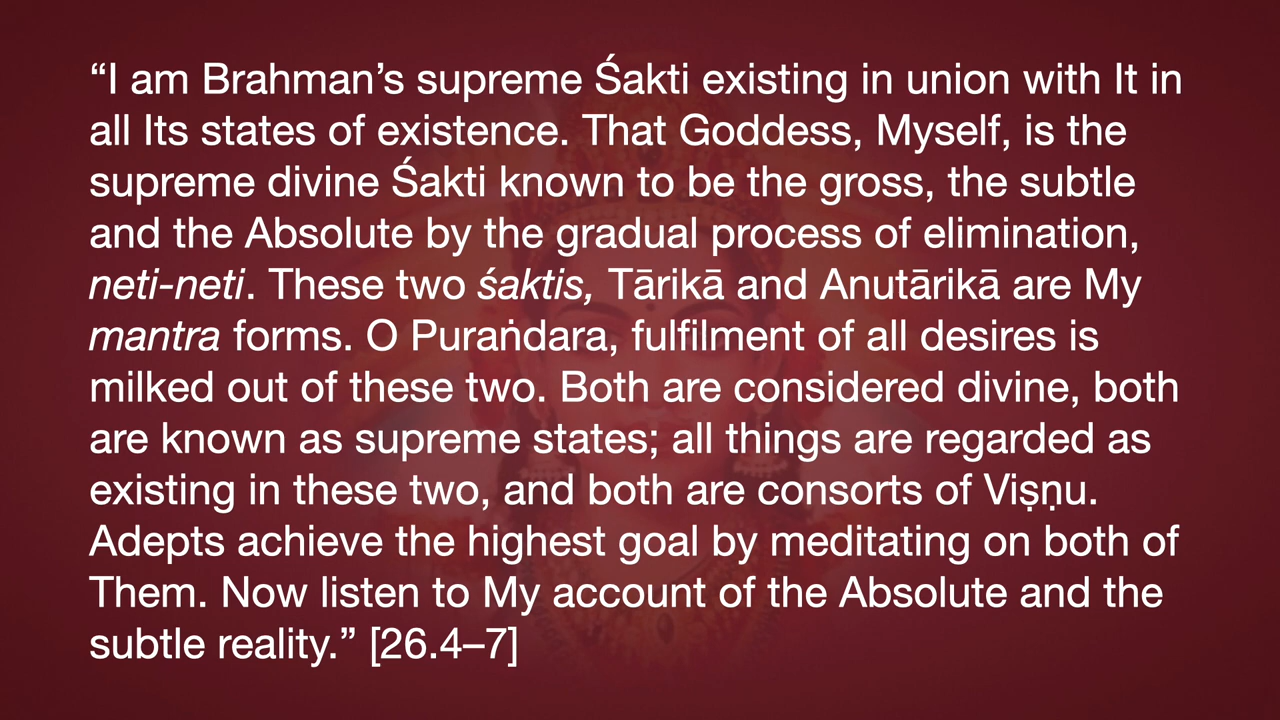 “I am Brahman’s supreme Śakti existing in union with It in
all Its states of existence. That Goddess, Myself, is the
supreme divine Śakti known to be the gross, the subtle
and the Absolute by the gradual process of elimination,
neti-neti. These two śaktis, Tārikā and Anutārikā are My
mantra forms. O Puraṅdara, fulfilment of all desires is
milked out of these two. Both are considered divine, both
are known as supreme states; all things are regarded as
existing in these two, and both are consorts of Viṣṇu.
Adepts achieve the highest goal by meditating on both of
Them. Now listen to My account of the Absolute and the
subtle reality.” [26.4–7]